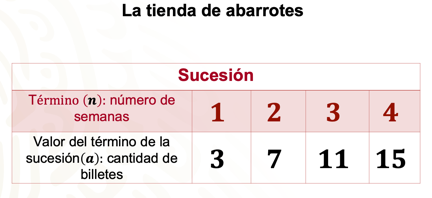 La tienda de abarrotes
Sucesión
Término (n): número de
semanas
1 2 3 4
Valor del término de la
sucesión(a): cantidad de
billetes
3 7 11 15